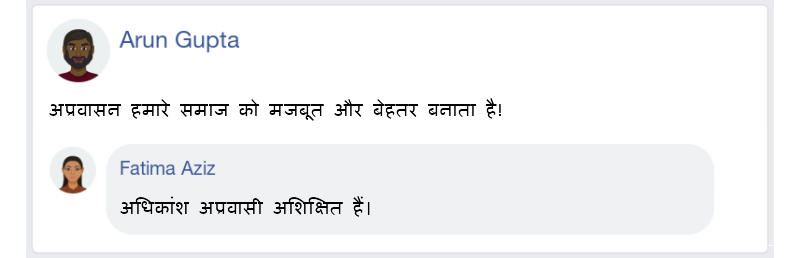 Arun Gupta
अप्रवासन हमारे समाज को मजबूत और बेहतर बनाता है!
Fatima Aziz
अधिकांश अप्रवासी अशिक्षित हैं।